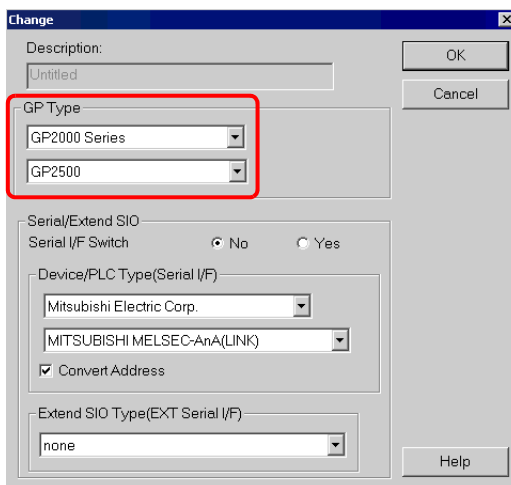 Change
Description:
Untitled
OK
Cancel
GP Type
GP2000 Series
GP2500
Serial/Extend SIO
Serial I/F Switch No Yes
Device/PLC Type(Serial I/F)
Mitsubishi Electric Corp.
MITSUBISHI MELSEC-AnA(LINK)
Convert Address
Extend SIO Type(EXT Serial I/F)
none
Help